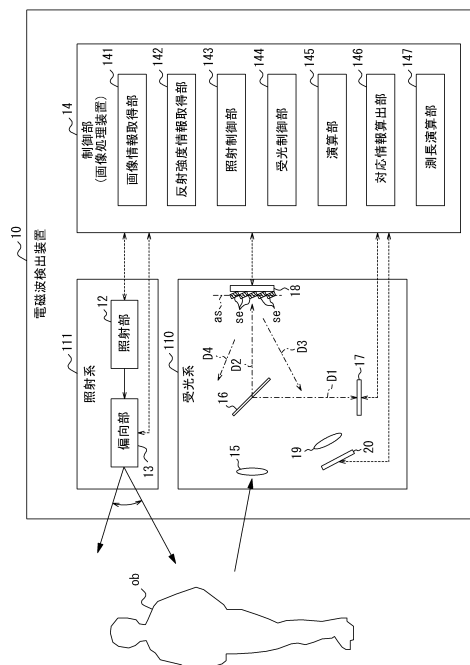 10
電磁波検出装置
14
制御部
(画像処理装置)
141
画像情報取得部
142
反射強度情報取得部
143
照射制御部
144
受光制御部
145
演算部
146
対応情報算出部
147
測長演算部
111
照射系
12
照射部
偏向部
13
110
受光系
as
se
se
18
D4
D2
D3
16
D1
17
15
19
20
ob